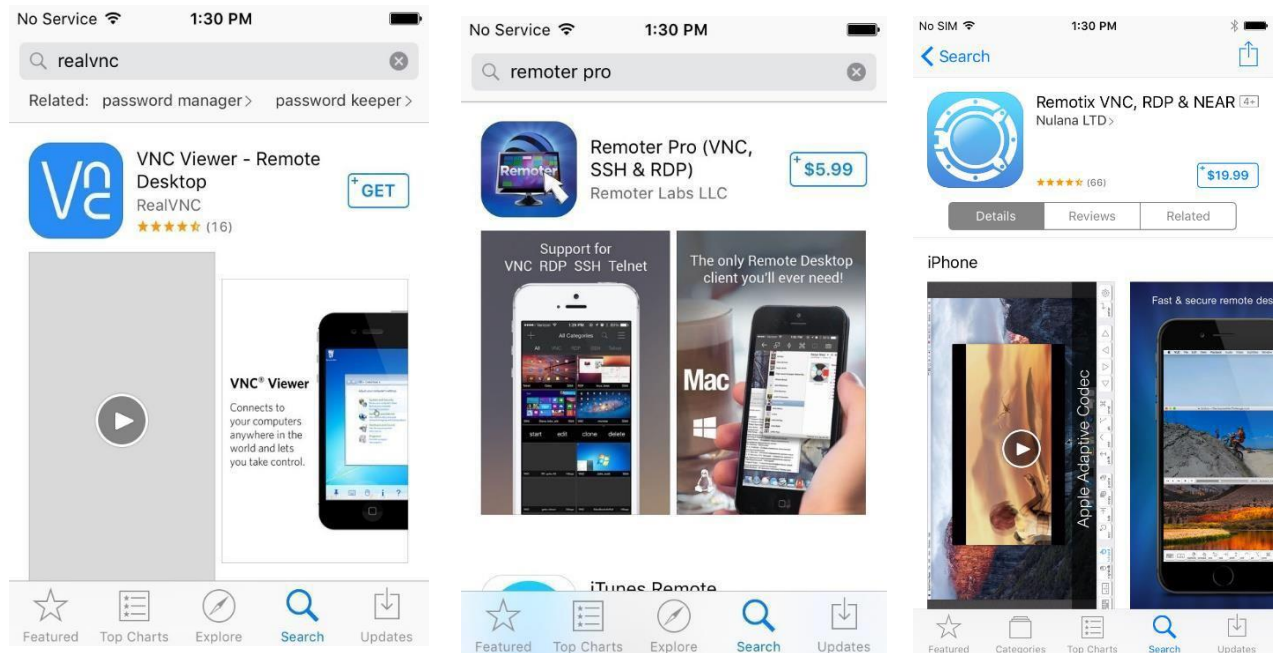 No Service 1:30 PM
realvnc
Related: password manager > password keeper >
VNC Viewer - Remote
Desktop
RealVNC
+GET
(16)
VNC® Viewer
Connects to
your computers
anywhere in the
world and lets
you take control.
Featured Top Charts Explore Search Updates
No Service 1:30 PM
remoter pro
Remoter
Remoter Pro (VNC,
SSH & RDP)
Remoter Labs LLC
+$5.99
Support for
VNC RDP SSH Telnet
All Categories
start edit clone delete
The only Remote Desktop
client you'll ever need!
Mac
iTunes Remote
Featured Top Charts Explore Search Updates
No SIM 1:30 PM
Search
Remotix VNC, RDP & NEAR 4+
Nulana LTD >
(66)
+$19.99
Details Reviews Related
iPhone
Apple Adaptive Codec
Fast & secure remote des
Featured Categories Top Charts Search Updates